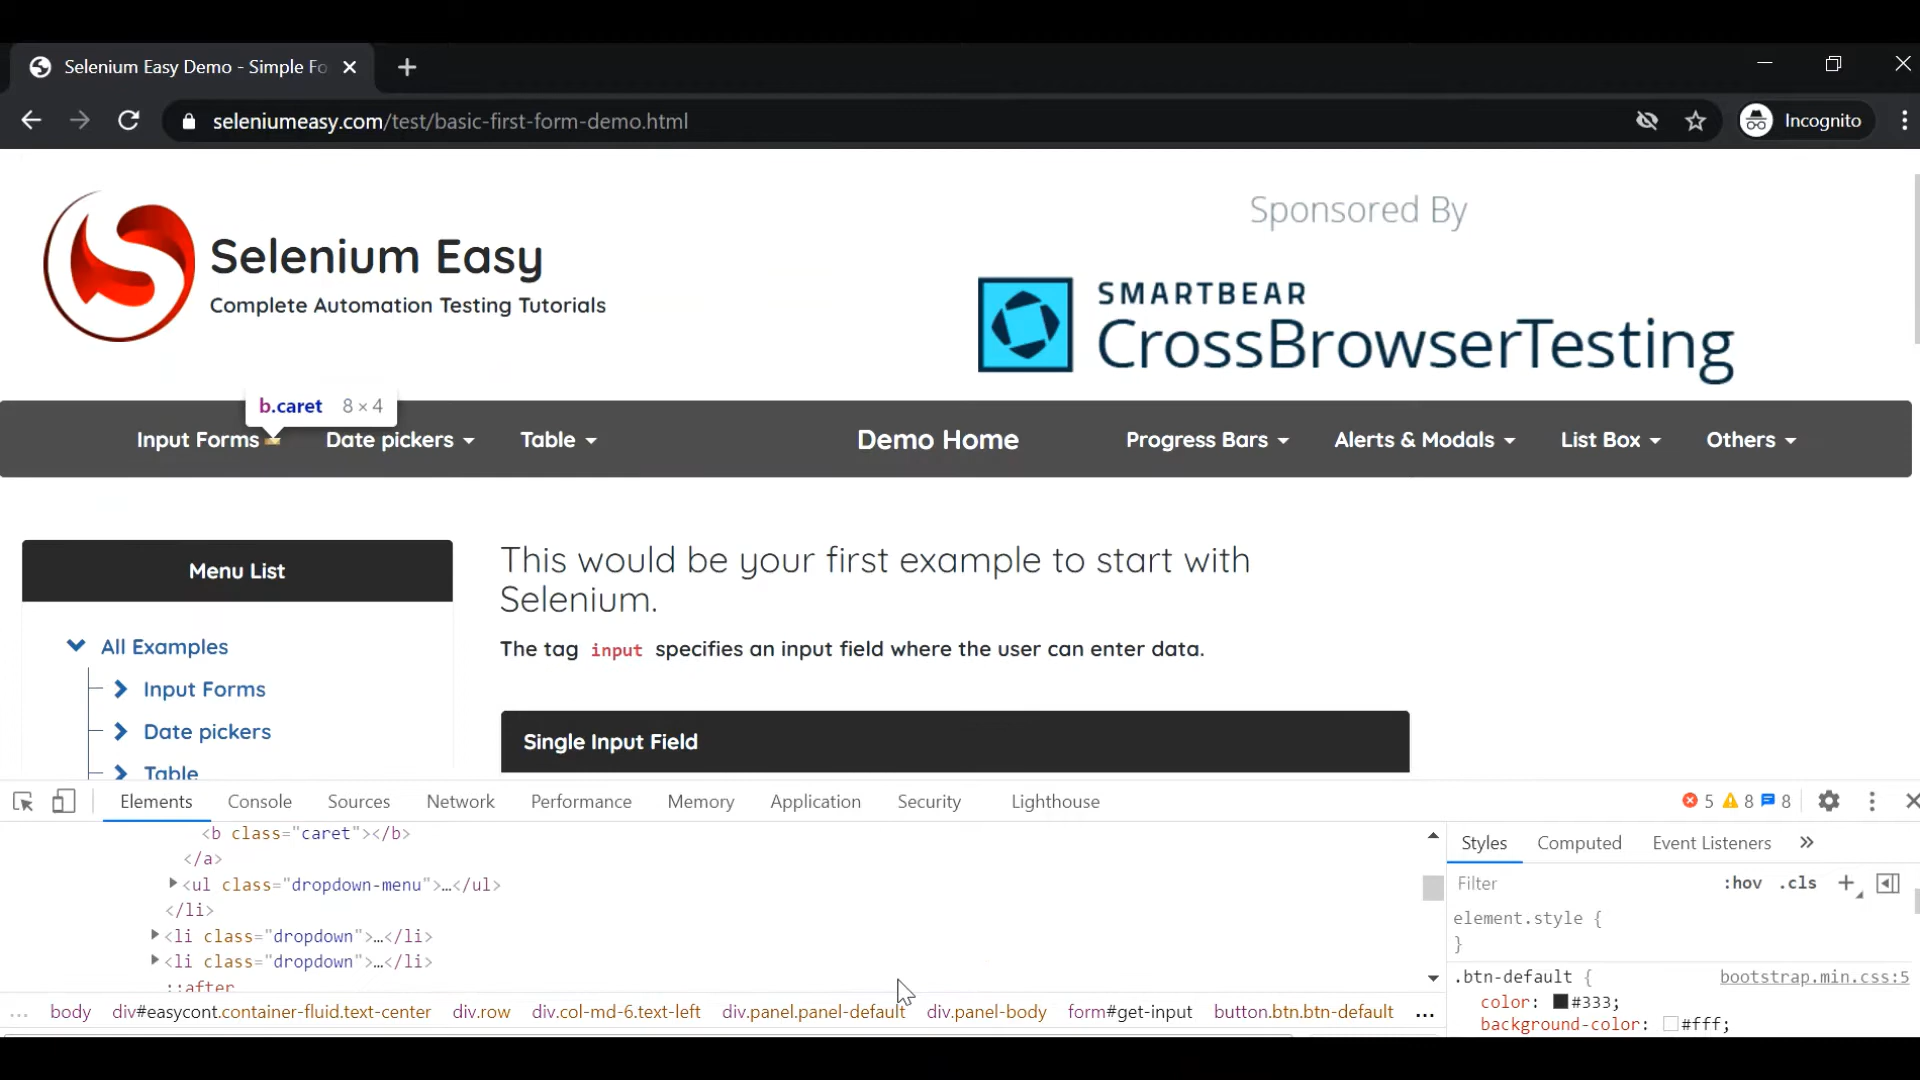 Selenium Easy Demo - Simple Fo
seleniumeasy.com/test/basic-first-form-demo.html
Incognito
Selenium Easy
Complete Automation Testing Tutorials
Sponsored By
SMARTBEAR
CrossBrowserTesting
b.caret 8 × 4
Input Forms Date pickers Table Demo Home Progress Bars Alerts & Modals List Box Others
Menu List
All Examples
Input Forms
Date pickers
Table
This would be your first example to start with
Selenium.
The tag input specifies an input field where the user can enter data.
Single Input Field
Elements Console Sources Network Performance Memory Application Security Lighthouse 5 8 8
<b class="caret"></b>
</a>
<ul class="dropdown-menu">…</ul>
</li>
<li class="dropdown">…</li>
<li class="dropdown">…</li>
::after
… body div#easycont.container-fluid.text-center div.row div.col-md-6.text-left div.panel.panel-default div.panel-body form#get-input button.btn.btn-default …
Styles Computed Event Listeners »
Filter :hov .cls +
element.style {
}
.btn-default { bootstrap.min.css:5
color: #333;
background-color: #fff;